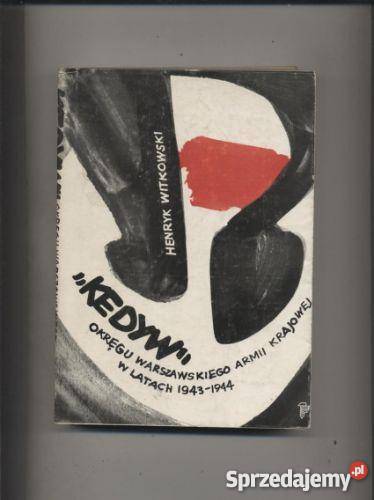 HENRYK WITKOWSKI
„KEDYW”
OKRĘGU WARSZAWSKIEGO ARMII KRAJOWEJ
W LATACH 1943-1944
Sprzedajemy.pl